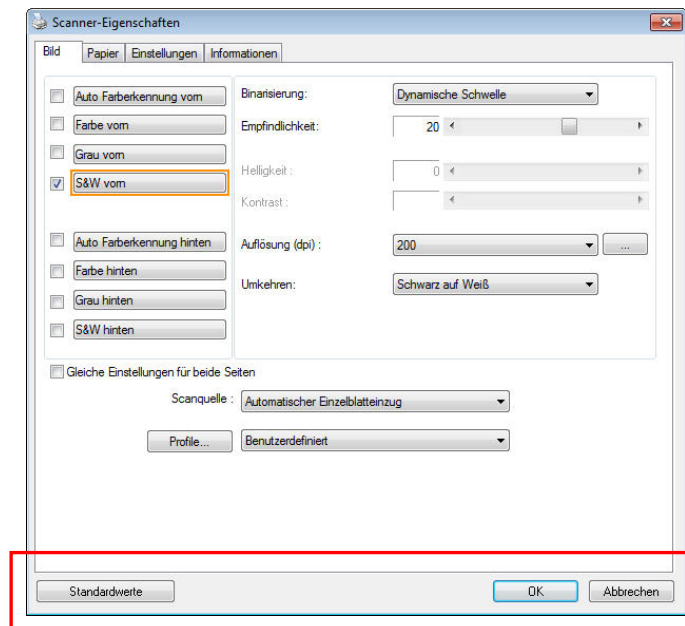 Scanner-Eigenschaften
Bild Papier Einstellungen Informationen
Auto Farberkennung vorn
Farbe vorn
Grau vorn
S&W vorn
Auto Farberkennung hinten
Farbe hinten
Grau hinten
S&W hinten
Binarisierung: Dynamische Schwelle
Empfindlichkeit: 20
Helligkeit : 0
Kontrast :
Auflösung (dpi) : 200 ...
Umkehren: Schwarz auf Weiß
Gleiche Einstellungen für beide Seiten
Scanquelle : Automatischer Einzelblatteinzug
Profile... Benutzerdefiniert
Standardwerte OK Abbrechen